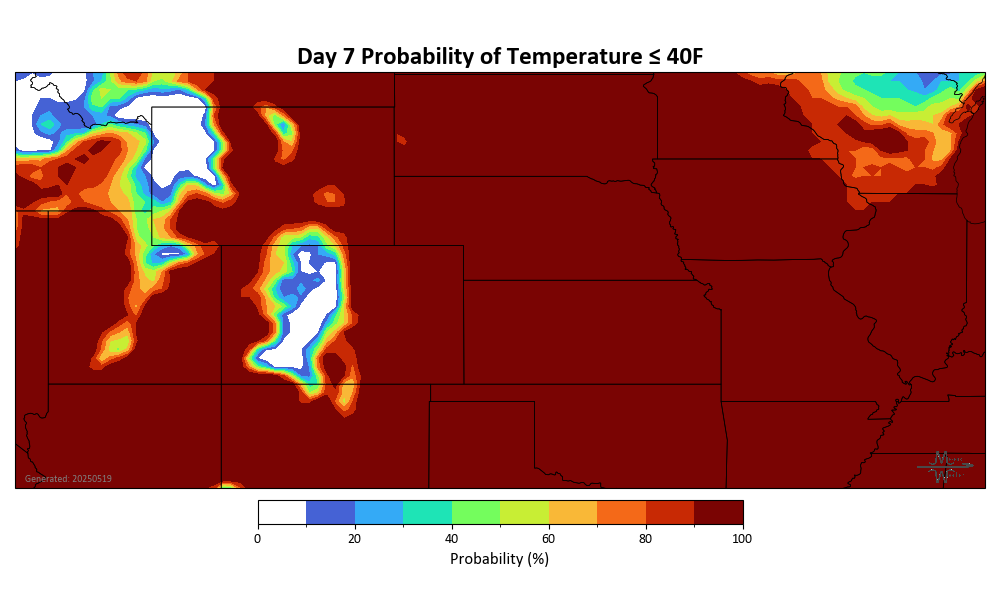 Day 7 Probability of Temperature ≤ 40F
Generated: 20250519
0 20 40 60 80 100
Probability (%)